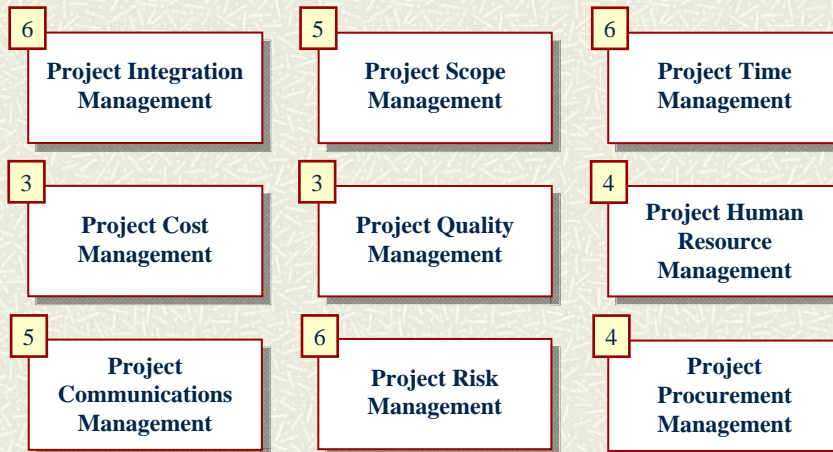 6
Project Integration
Management
5
Project Scope
Management
6
Project Time
Management
3
Project Cost
Management
3
Project Quality
Management
4
Project Human
Resource
Management
5
Project
Communications
Management
6
Project Risk
Management
4
Project
Procurement
Management